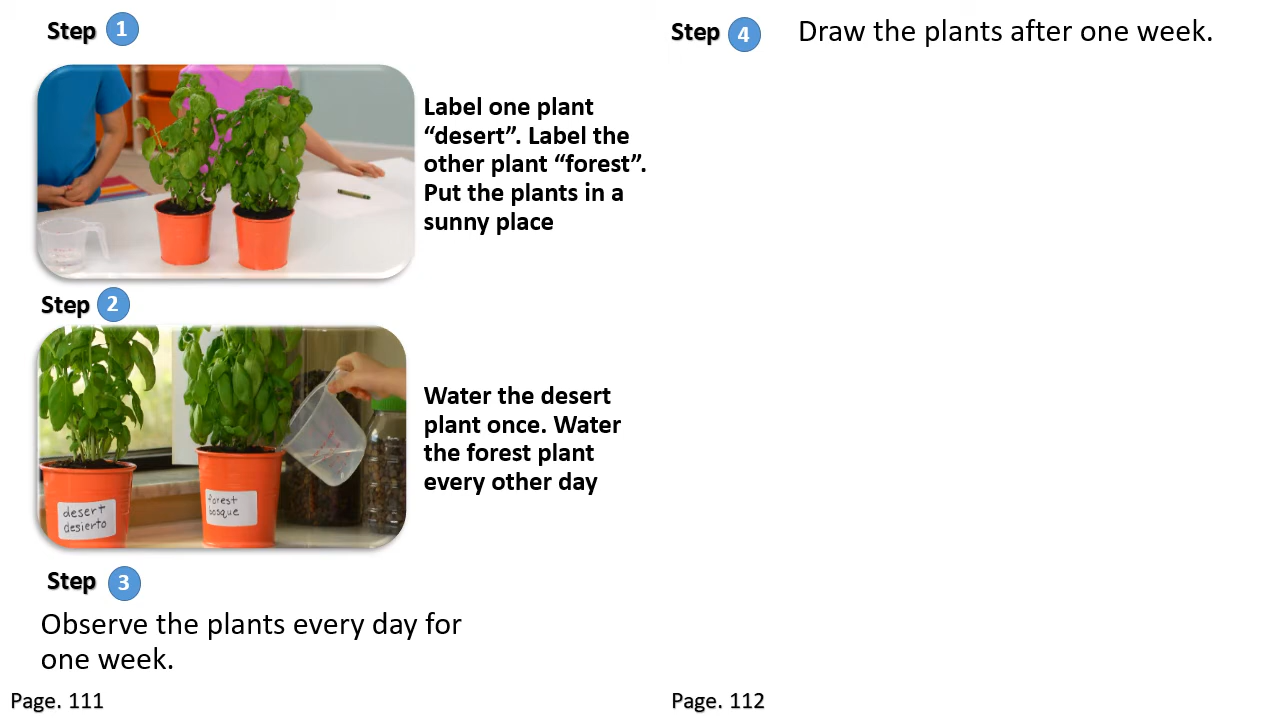 Step 1
Label one plant
“desert”. Label the
other plant “forest”.
Put the plants in a
sunny place
Step 2
desert
desierto
forest
bosque
Water the desert
plant once. Water
the forest plant
every other day
Step 3
Observe the plants every day for
one week.
Page. 111
Step 4 Draw the plants after one week.
Page. 112